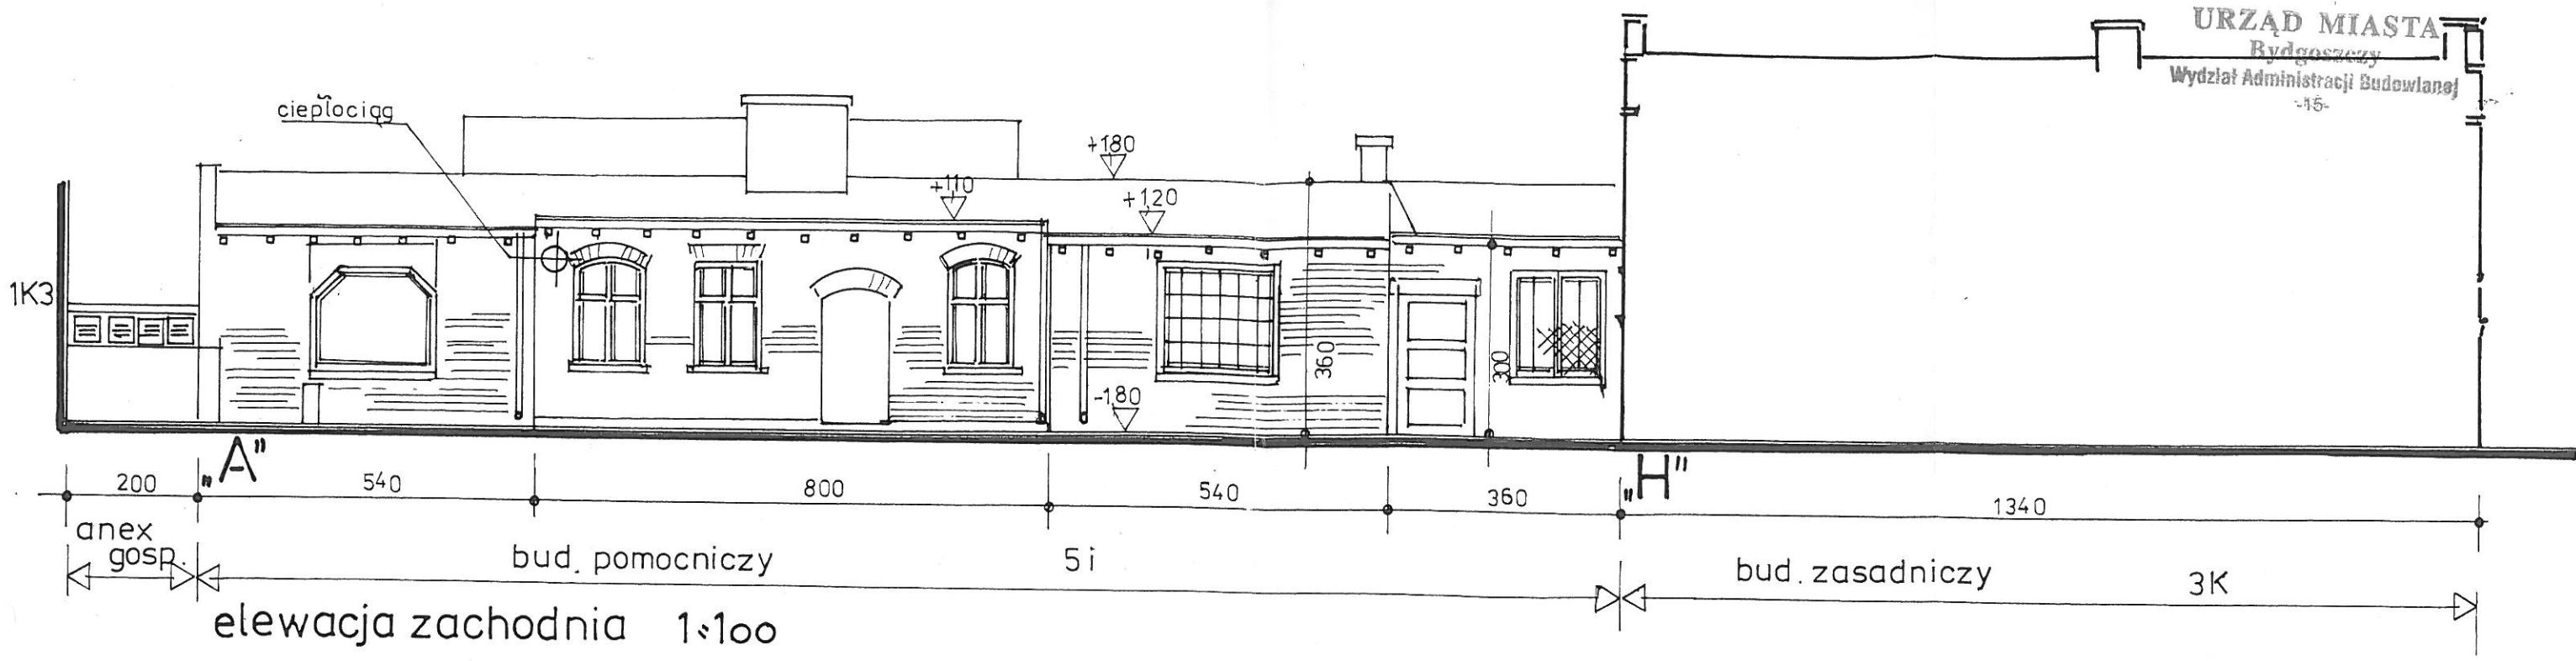 URZĄD MIASTA
Bydgoszczy
Wydział Administracji Budowlanej
-15-
ciepłociąg
+180
+110
+120
1K3
360
300
-180
„A"
„H"
200
540
800
540
360
1340
anex
gosp.
bud. pomocniczy
5i
bud. zasadniczy
3K
elewacja zachodnia 1:100